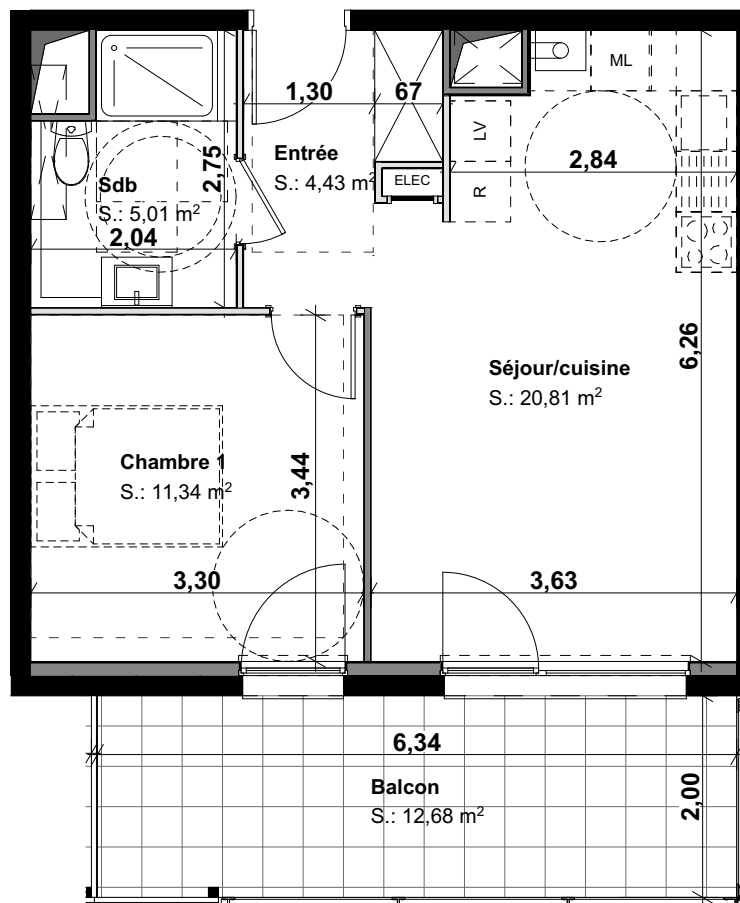 ML
1,30
67
LV
Entrée
S.: 4,43 m²
2,75
2,84
ELEC
R
Sdb
S.: 5,01 m²
2,04
6,26
Séjour/cuisine
S.: 20,81 m²
Chambre 1
S.: 11,34 m²
3,44
3,30
3,63
6,34
Balcon
S.: 12,68 m²
2,00